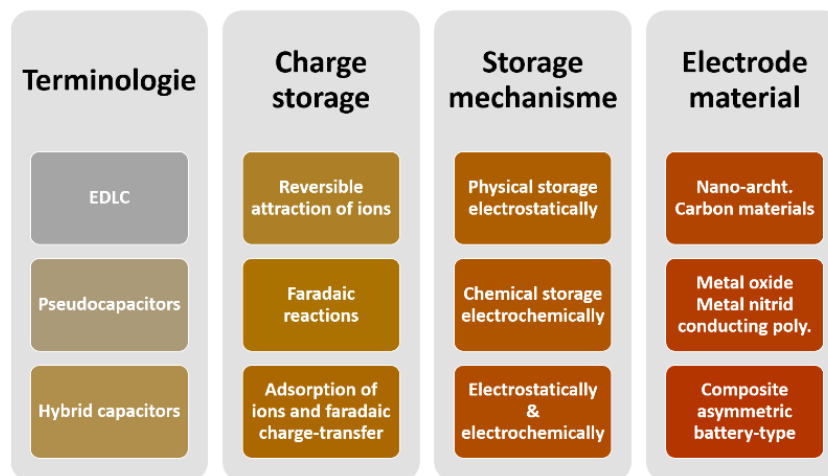 Terminologie
EDLC
Pseudocapacitors
Hybrid capacitors
Charge
storage
Reversible
attraction of ions
Faradaic
reactions
Adsorption of
ions and faradaic
charge-transfer
Storage
mechanisme
Physical storage
electrostatically
Chemical storage
electrochemically
Electrostatically
&
electrochemically
Electrode
material
Nano-archt.
Carbon materials
Metal oxide
Metal nitrid
conducting poly.
Composite
asymmetric
battery-type